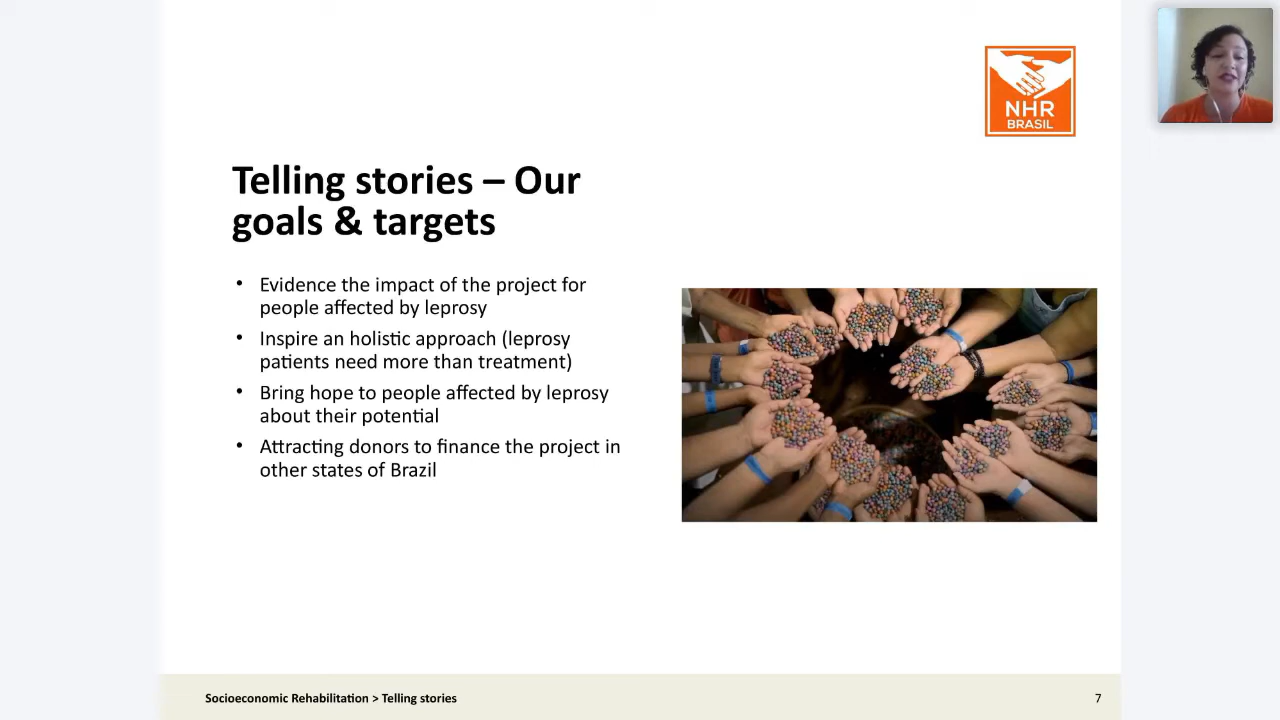 NHR
BRASIL
Telling stories – Our
goals & targets
• Evidence the impact of the project for
people affected by leprosy
• Inspire an holistic approach (leprosy
patients need more than treatment)
• Bring hope to people affected by leprosy
about their potential
• Attracting donors to finance the project in
other states of Brazil
Socioeconomic Rehabilitation > Telling stories
7